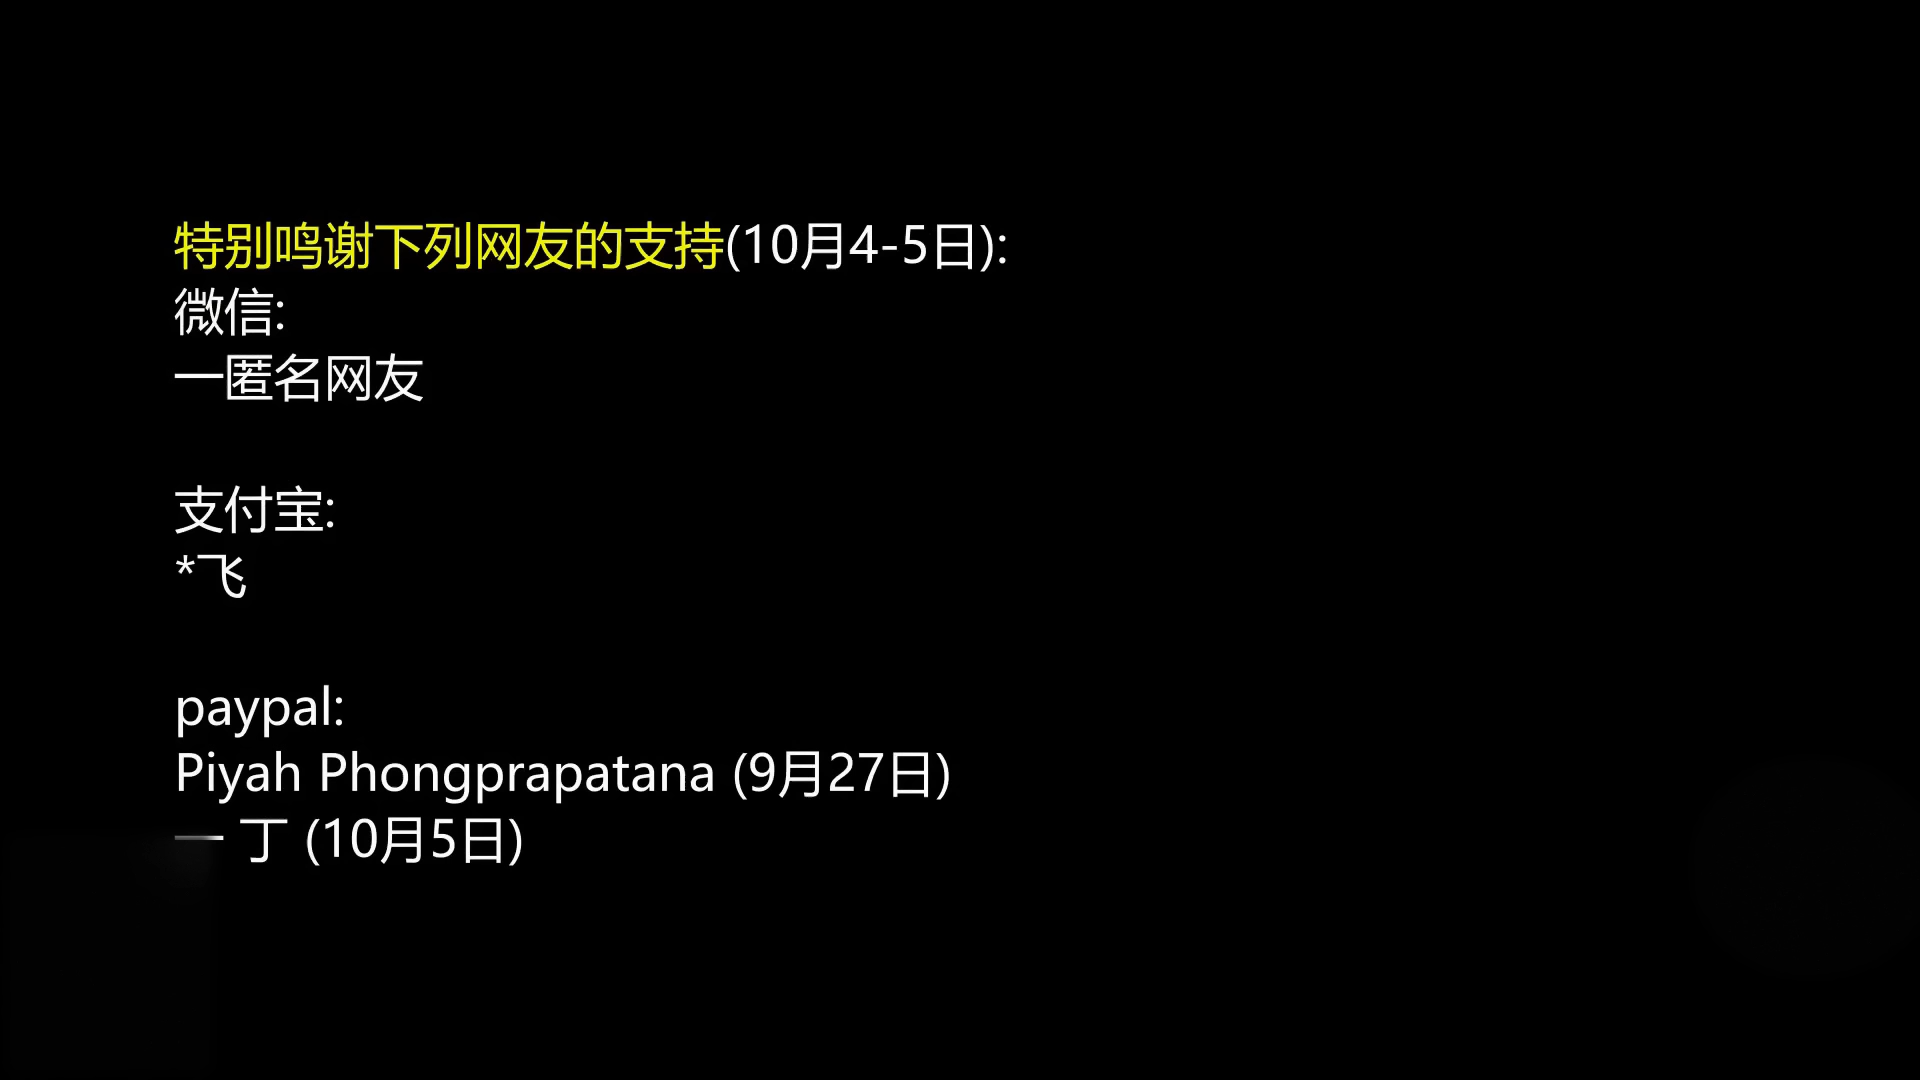 特别鸣谢下列网友的支持(10月4-5日):
微信:
一匿名网友
支付宝:
*飞
paypal:
Piyah Phongprapatana (9月27日)
一 丁 (10月5日)